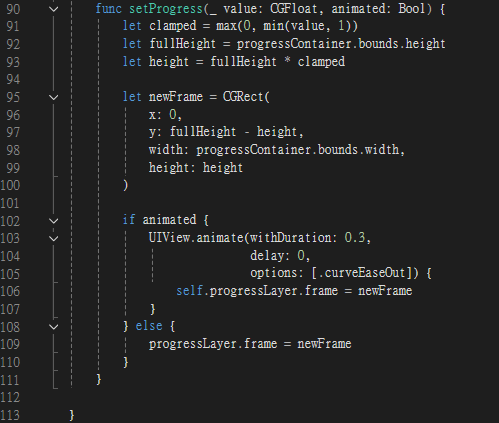 90 func setProgress(_ value: CGFloat, animated: Bool) {
91 let clamped = max(0, min(value, 1))
92 let fullHeight = progressContainer.bounds.height
93 let height = fullHeight * clamped
94
95 let newFrame = CGRect(
96 x: 0,
97 y: fullHeight - height,
98 width: progressContainer.bounds.width,
99 height: height
100 )
101
102 if animated {
103 UIView.animate(withDuration: 0.3,
104 delay: 0,
105 options: [.curveEaseOut]) {
106 self.progressLayer.frame = newFrame
107 }
108 } else {
109 progressLayer.frame = newFrame
110 }
111 }
112
113 }